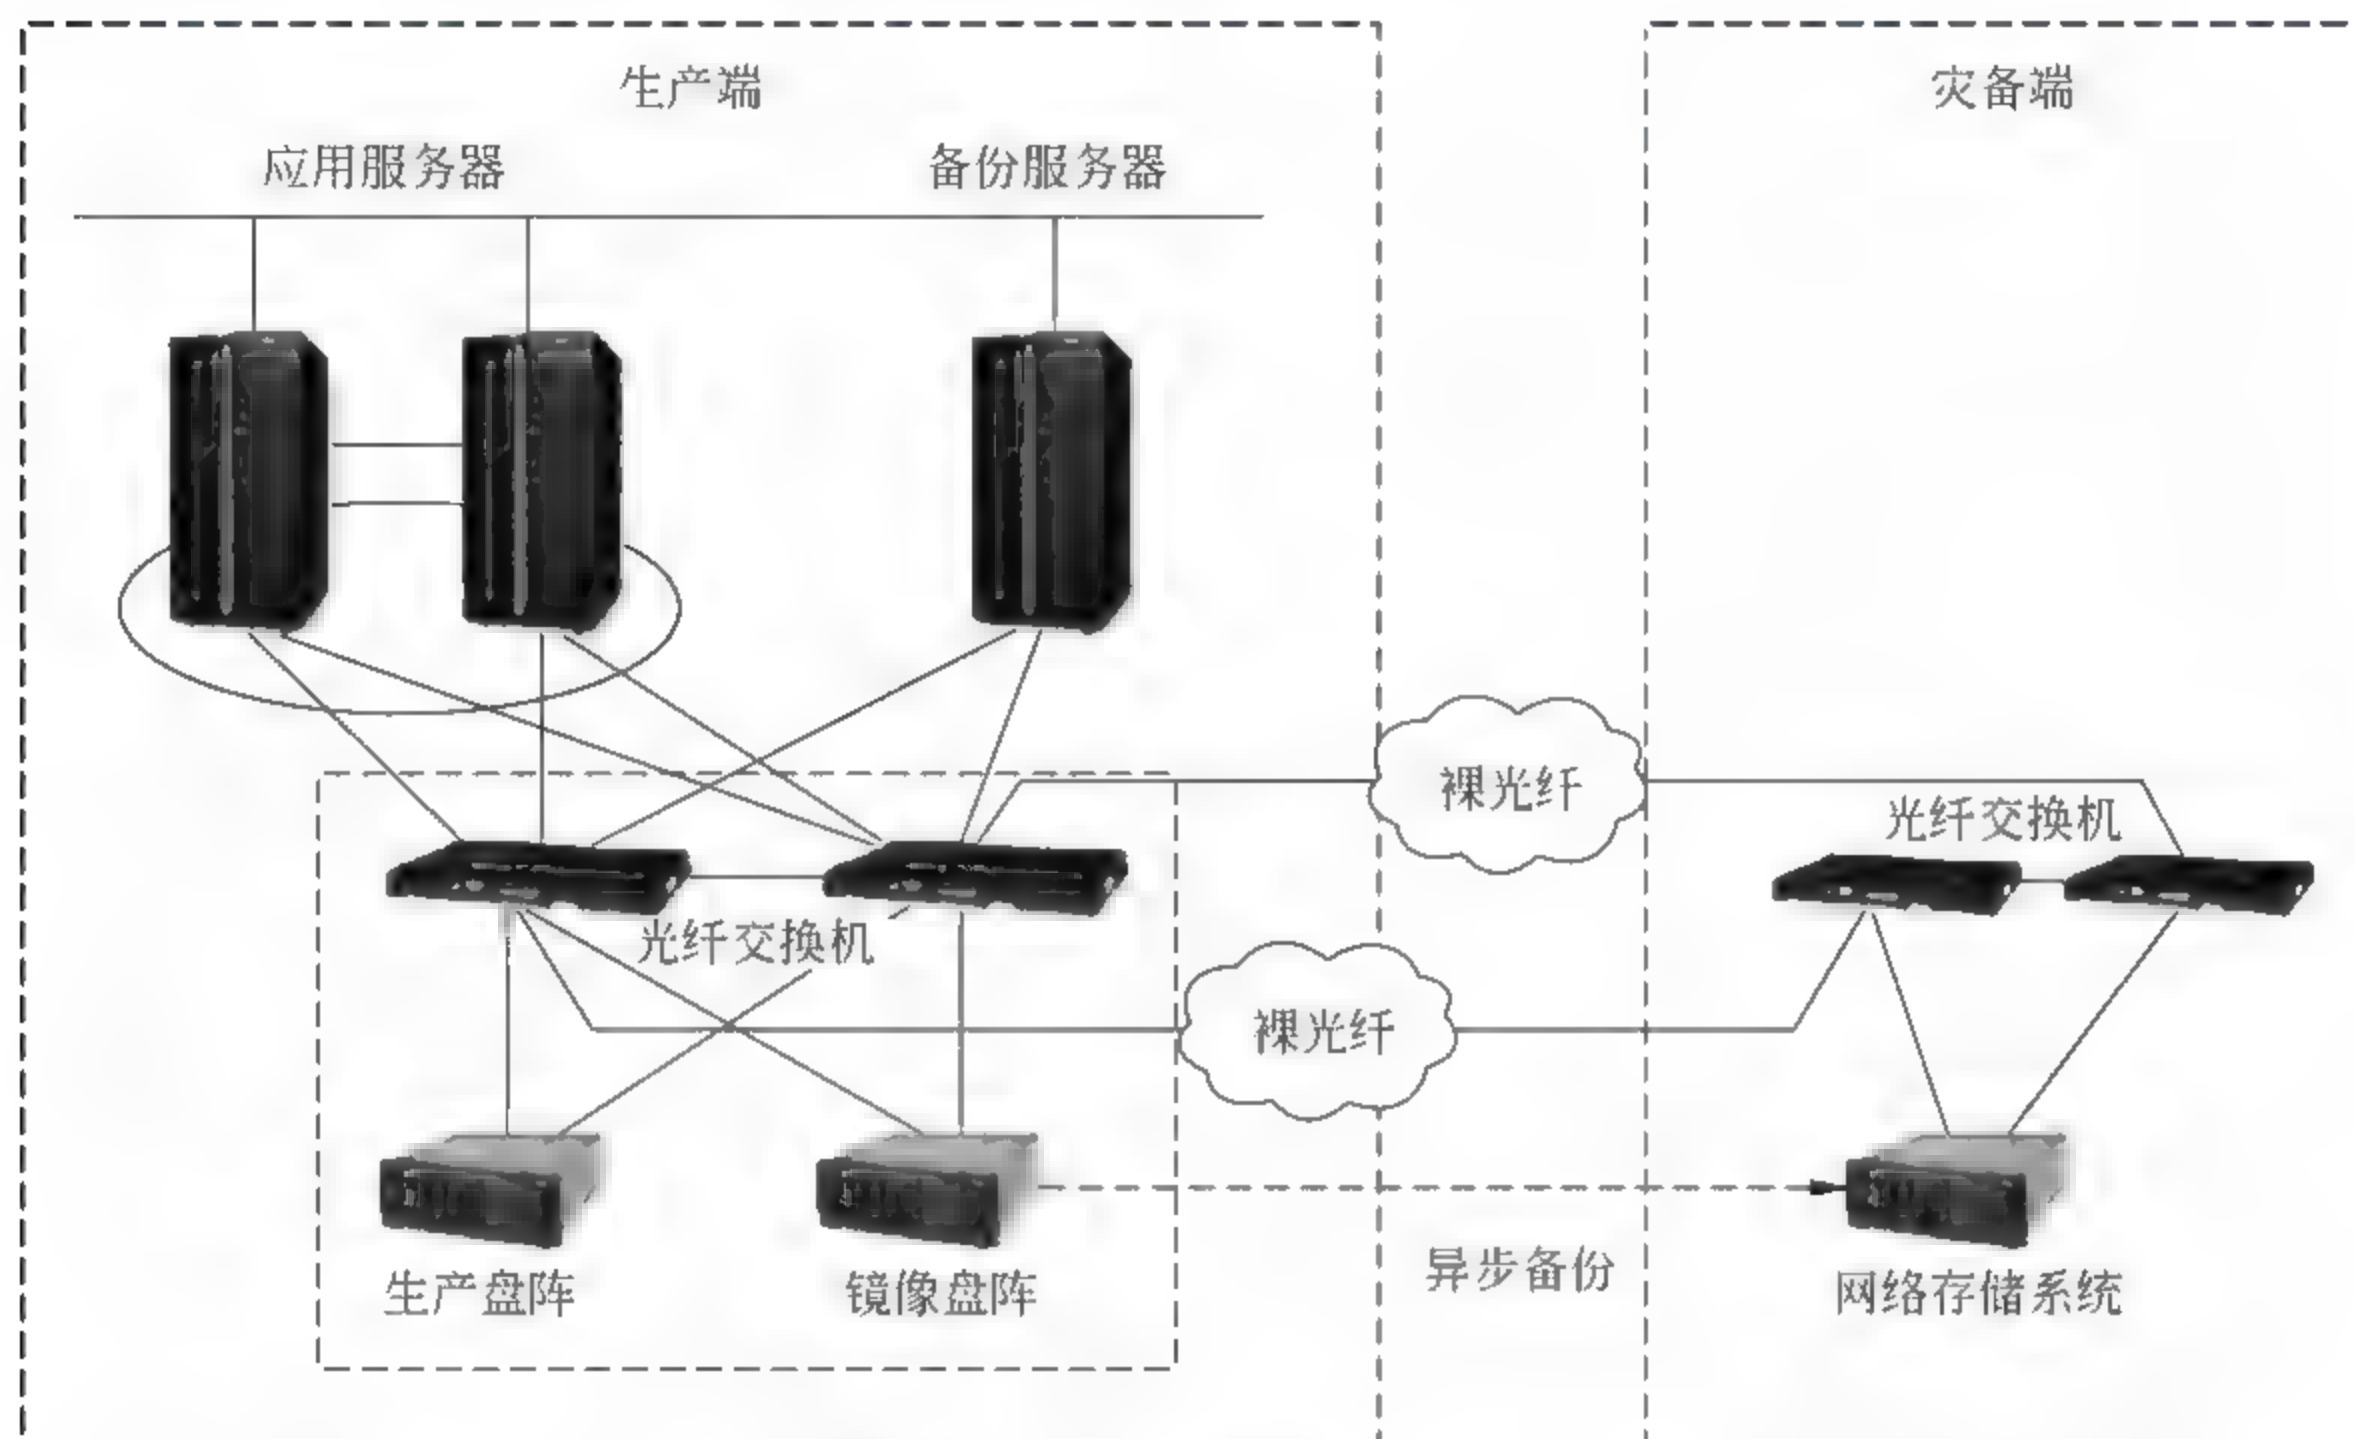 生产端
灾备端
应用服务器
备份服务器
裸光纤
光纤交换机
光纤交换机
裸光纤
异步备份
生产盘阵
镜像盘阵
网络存储系统